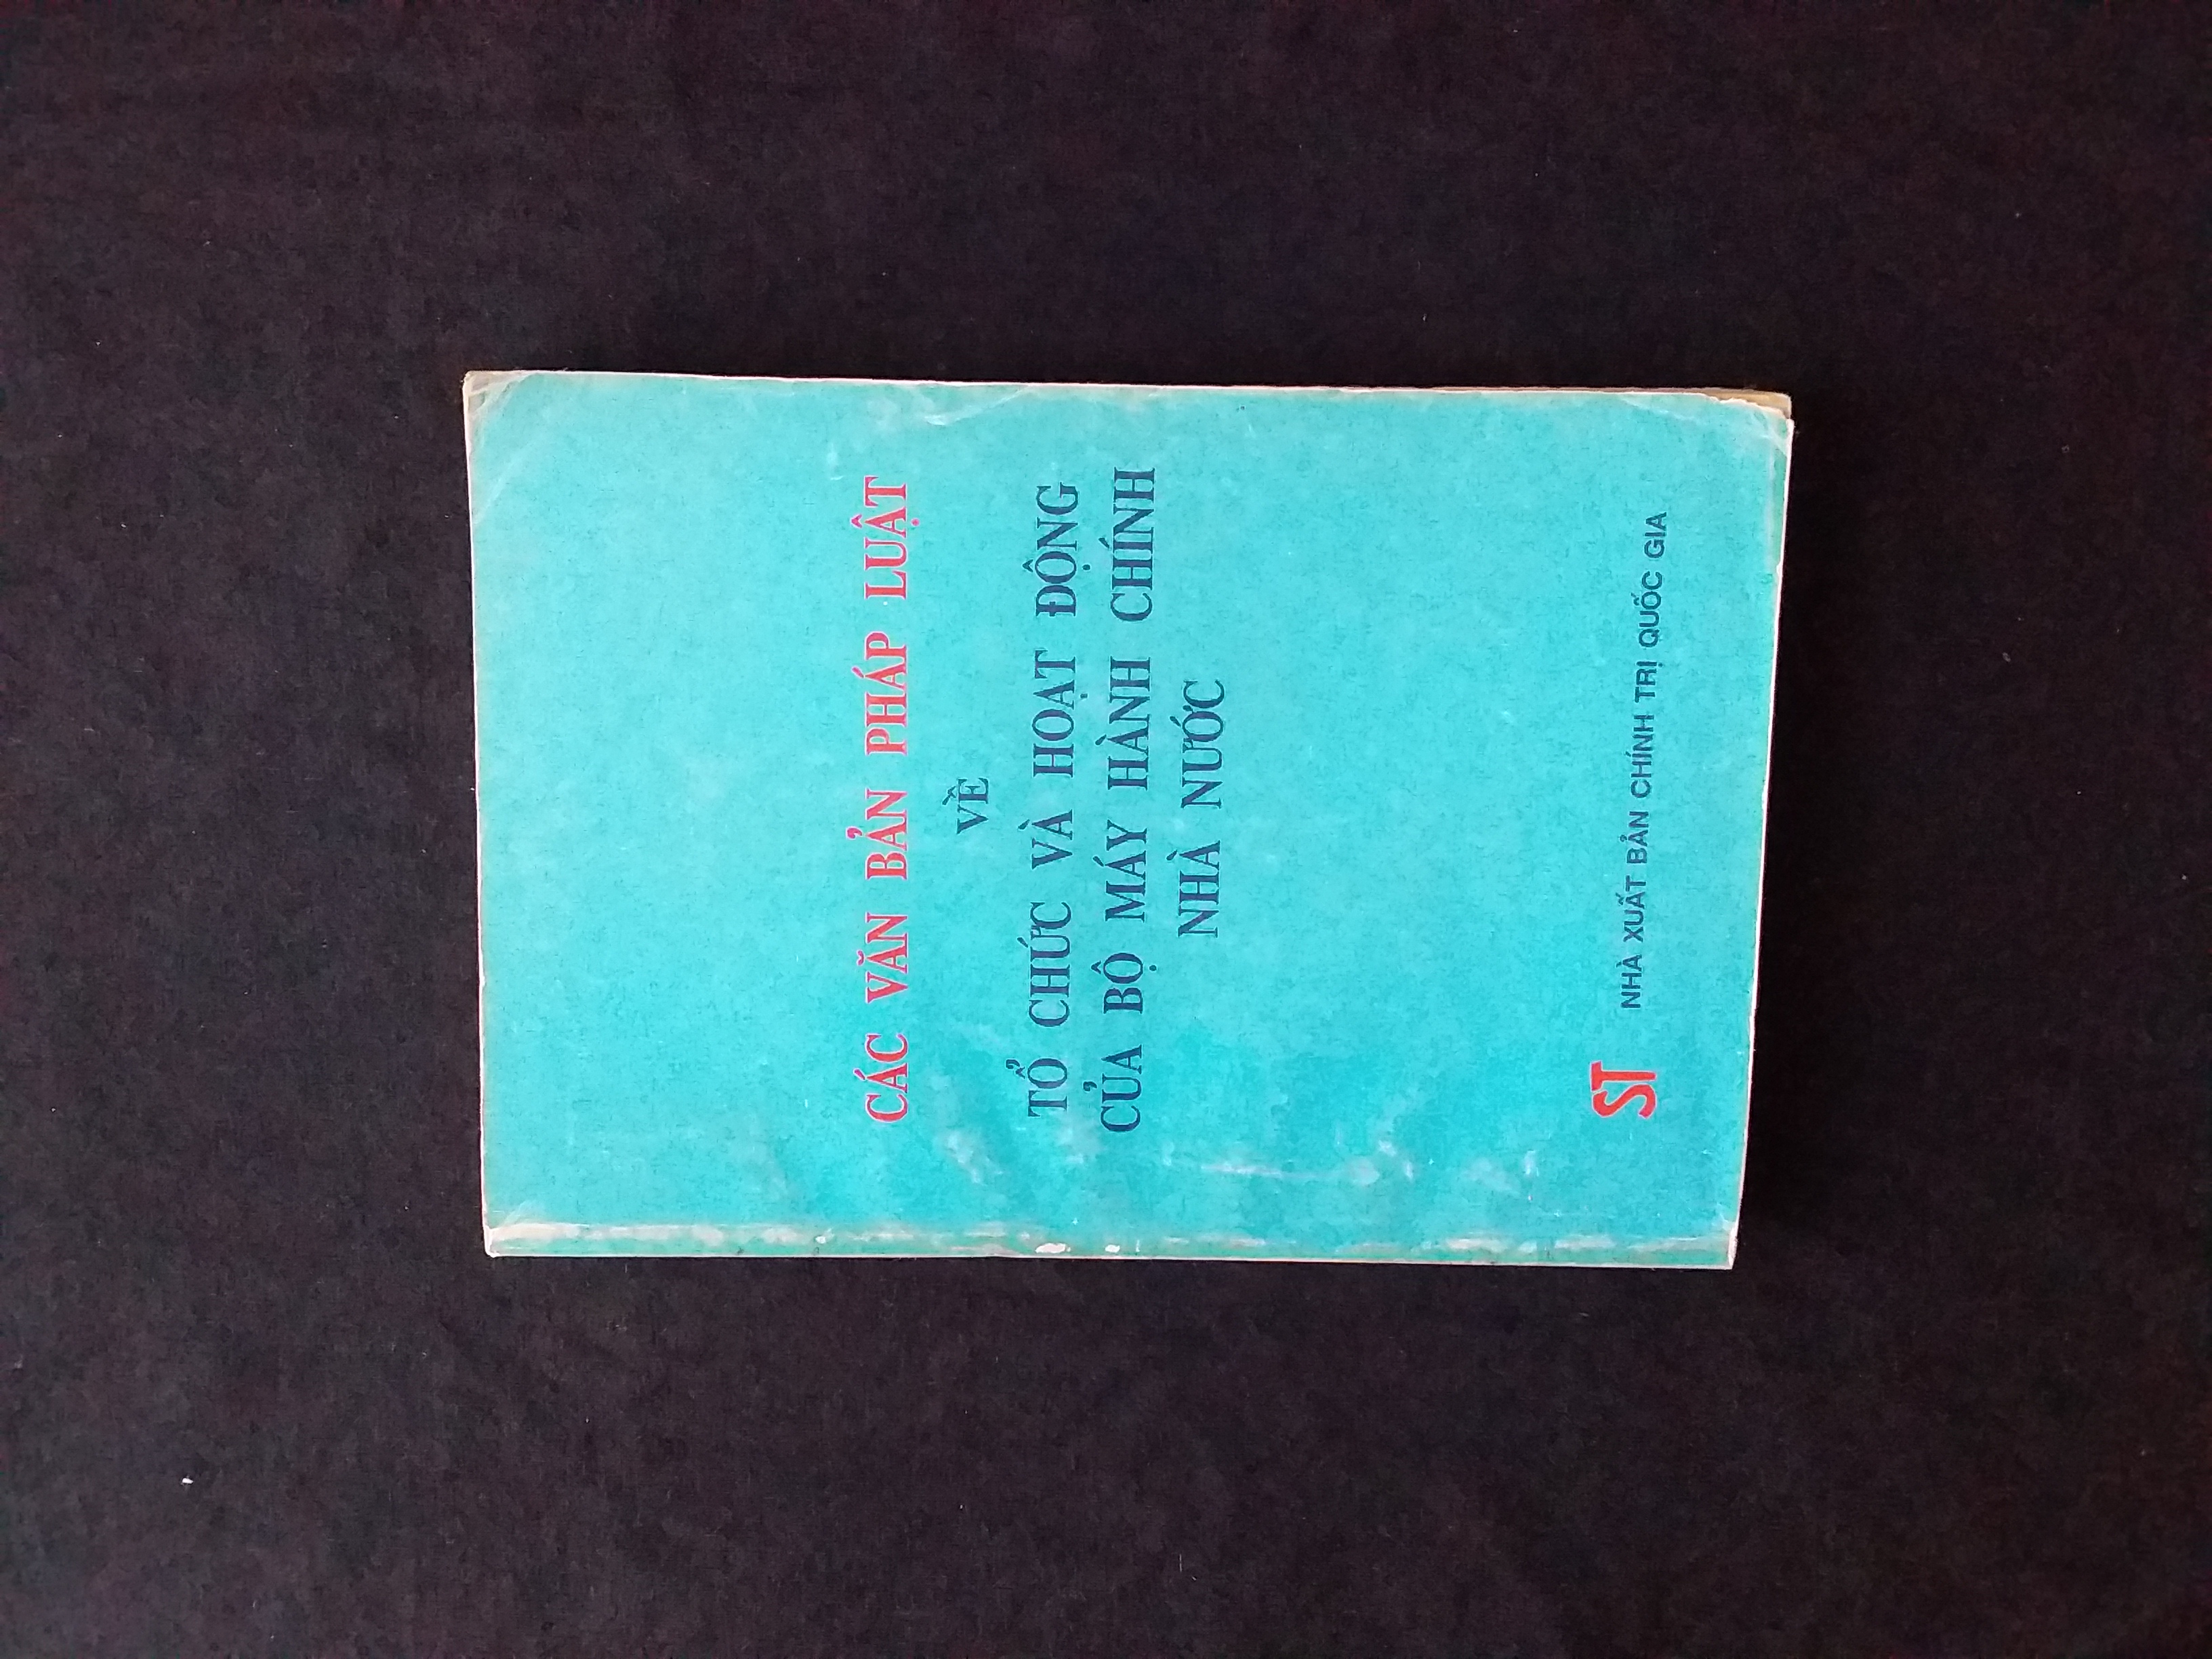 CÁC VĂN BẢN PHÁP LUẬT
VỀ
TỔ CHỨC VÀ HOẠT ĐỘNG
CỦA BỘ MÁY HÀNH CHÍNH
NHÀ NƯỚC
ST NHÀ XUẤT BẢN CHÍNH TRỊ QUỐC GIA